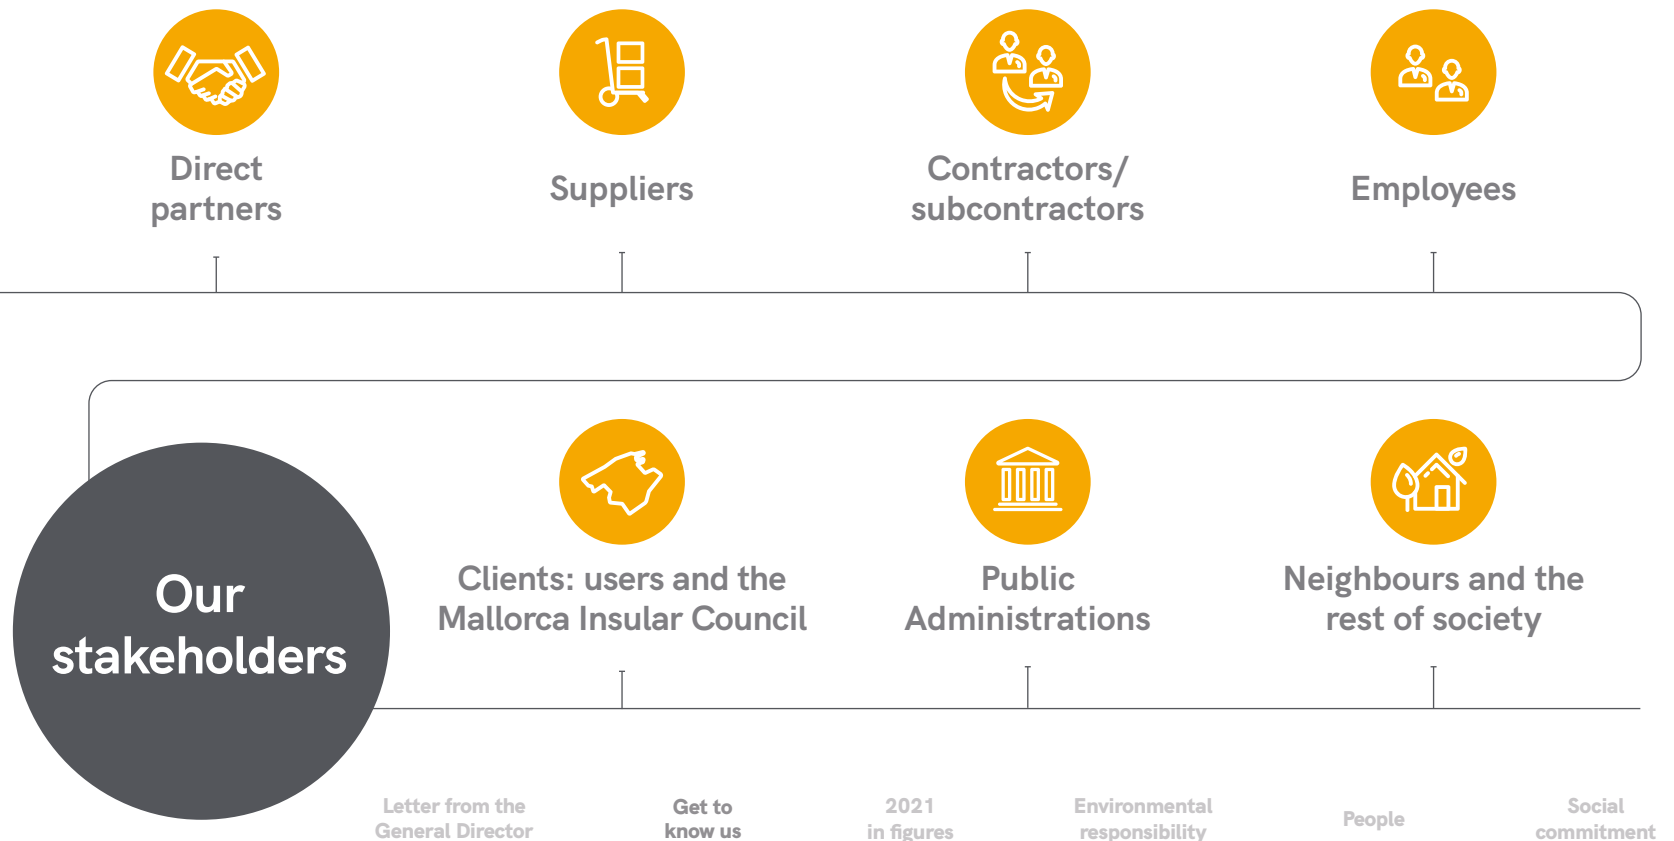 Direct
partners
Suppliers
Contractors/
subcontractors
Employees
Our
stakeholders
Clients: users and the
Mallorca Insular Council
Public
Administrations
Neighbours and the
rest of society
Letter from the
General Director
Get to
know us
2021
in figures
Environmental
responsibility
People
Social
commitment